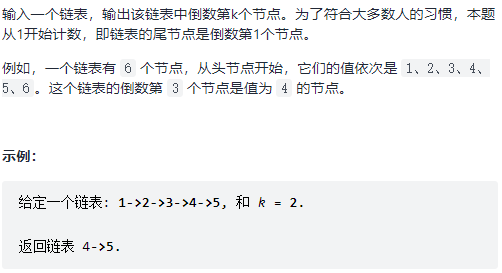 输入一个链表，输出该链表中倒数第k个节点。为了符合大多数人的习惯，本题
从1开始计数，即链表的尾节点是倒数第1个节点。
例如，一个链表有 6 个节点，从头节点开始，它们的值依次是 1、2、3、4、
5、6。这个链表的倒数第 3 个节点是值为 4 的节点。
示例：
给定一个链表: 1->2->3->4->5, 和 k = 2.
返回链表 4->5.